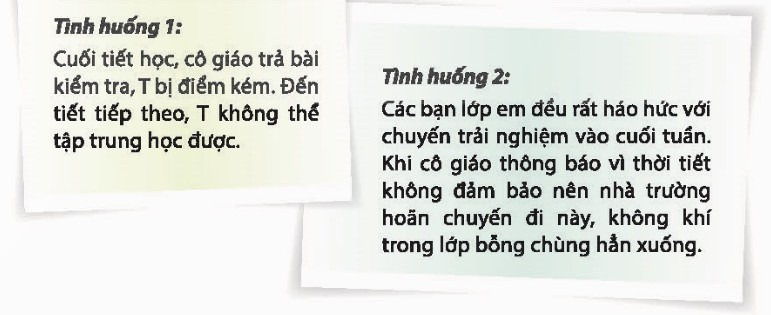 Tình huống 1:
Cuối tiết học, cô giáo trả bài
kiểm tra, T bị điểm kém. Đến
tiết tiếp theo, T không thể
tập trung học được.
Tình huống 2:
Các bạn lớp em đều rất háo hức với
chuyến trải nghiệm vào cuối tuần.
Khi cô giáo thông báo vì thời tiết
không đảm bảo nên nhà trường
hoãn chuyến đi này, không khí
trong lớp bỗng chùng hẳn xuống.